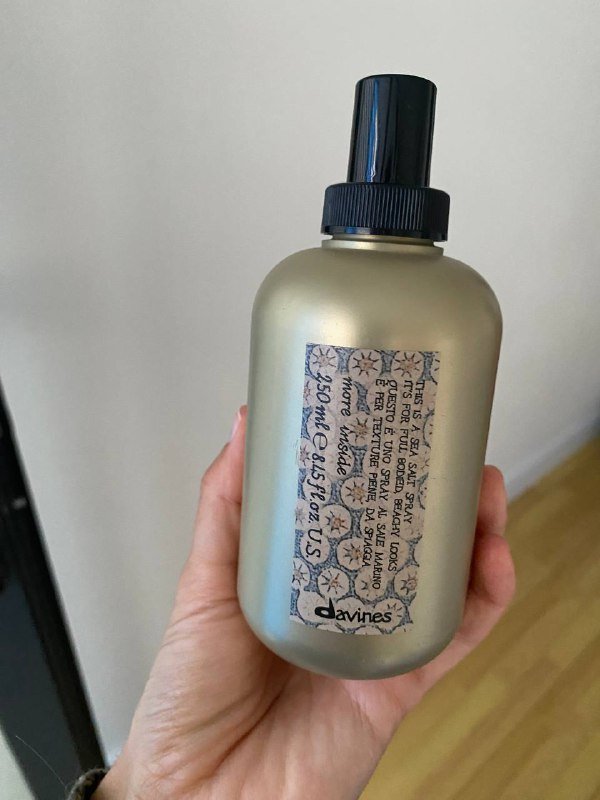 THIS IS A SEA SALT SPRAY
IT'S FOR FULL BODIED, BEACHY LOOKS
QUESTO È UNO SPRAY AL SALE MARINO
E PER TEXTURE PIENE, DA SPIAGGA
more inside
250 ml ℮ 8.45 fl.oz U.S.
davines